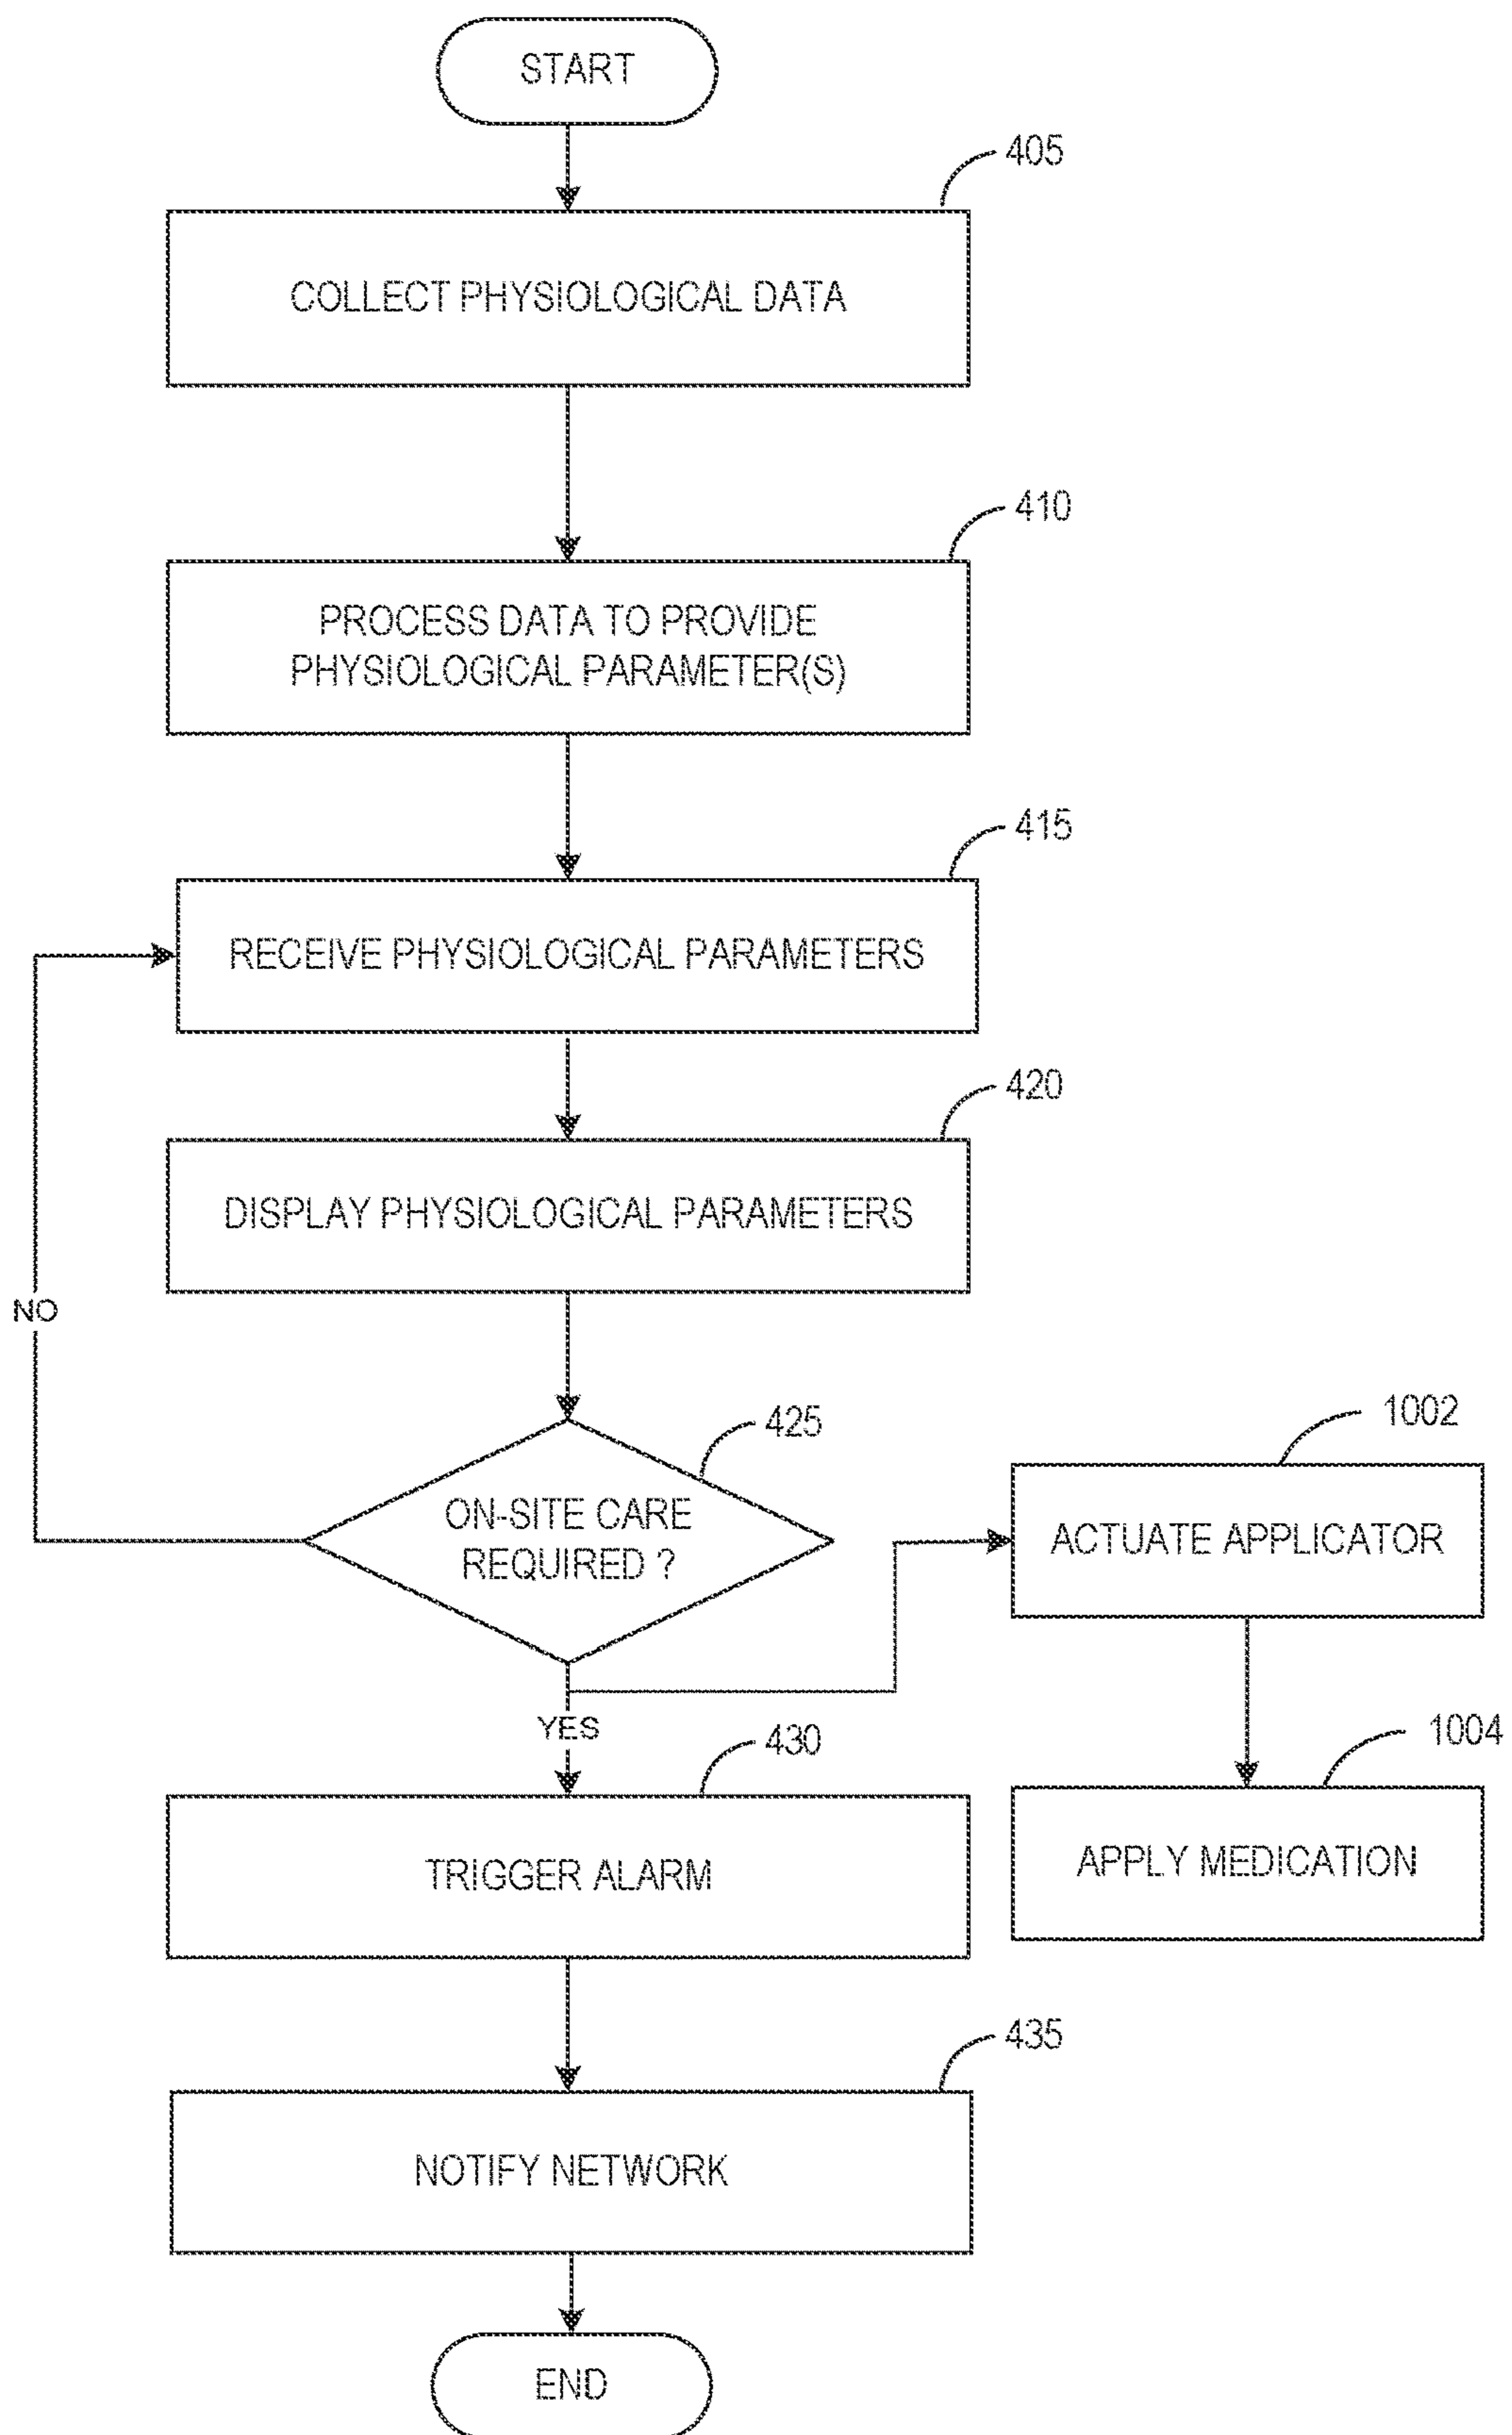 START
405
COLLECT PHYSIOLOGICAL DATA
410
PROCESS DATA TO PROVIDE
PHYSIOLOGICAL PARAMETER(S)
415
RECEIVE PHYSIOLOGICAL PARAMETERS
420
DISPLAY PHYSIOLOGICAL PARAMETERS
NO
425
ON-SITE CARE
REQUIRED ?
1002
ACTUATE APPLICATOR
YES
430
TRIGGER ALARM
1004
APPLY MEDICATION
435
NOTIFY NETWORK
END